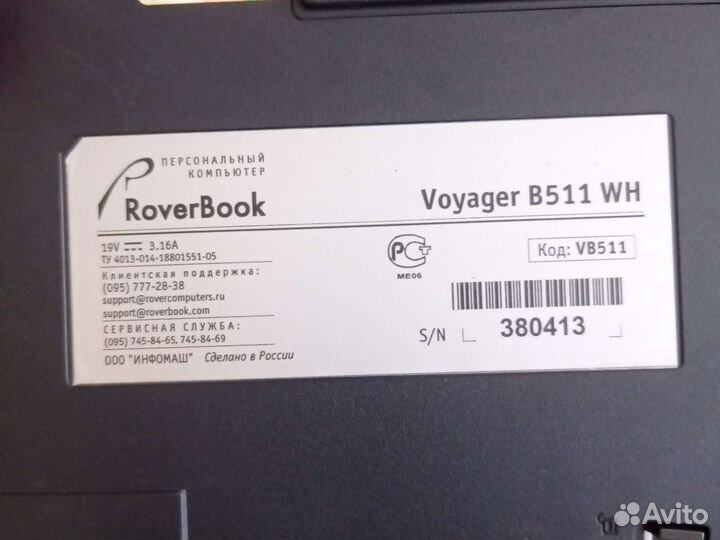 ПЕРСОНАЛЬНЫЙ
КОМПЬЮТЕР
RoverBook
Voyager B511 WH
19V 3.16A
ТУ 4013-014-18801551-05
Клиентская поддержка:
(095) 777-28-38
support@rovercomputers.ru
support@roverbook.com
СЕРВИСНАЯ СЛУЖБА:
(095) 745-84-65, 745-84-69
ООО "ИНФОМАШ" Сделано в России
РСТ
МЕ06
Код: VB511
S/N 380413
Avito